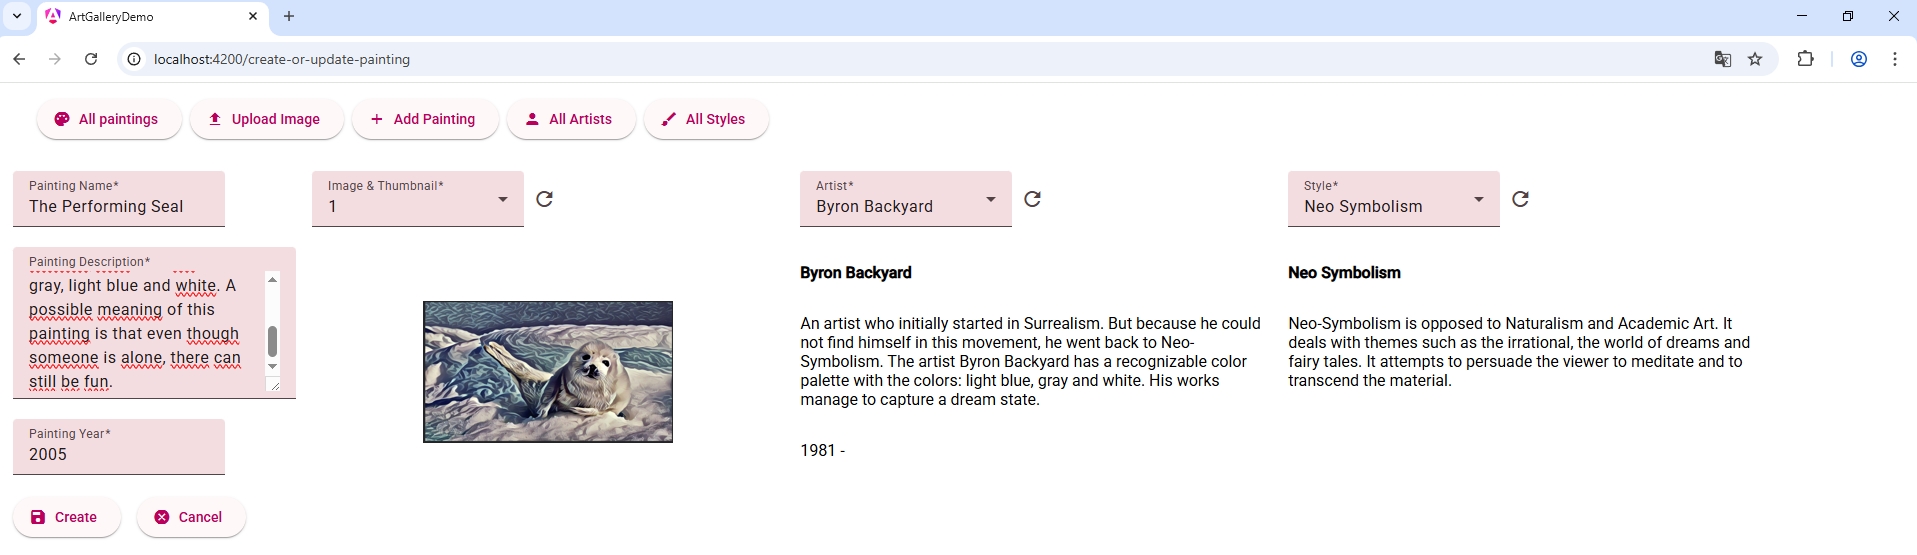 ArtGalleryDemo
localhost:4200/create-or-update-painting
All paintings
Upload Image
Add Painting
All Artists
All Styles
Painting Name*
The Performing Seal
Image & Thumbnail*
1
Artist*
Byron Backyard
Style*
Neo Symbolism
Painting Description*
gray, light blue and white. A
possible meaning of this
painting is that even though
someone is alone, there can
still be fun.
Painting Year*
2005
Create
Cancel
Byron Backyard
An artist who initially started in Surrealism. But because he could
not find himself in this movement, he went back to Neo-
Symbolism. The artist Byron Backyard has a recognizable color
palette with the colors: light blue, gray and white. His works
manage to capture a dream state.
1981 -
Neo Symbolism
Neo-Symbolism is opposed to Naturalism and Academic Art. It
deals with themes such as the irrational, the world of dreams and
fairy tales. It attempts to persuade the viewer to meditate and to
transcend the material.